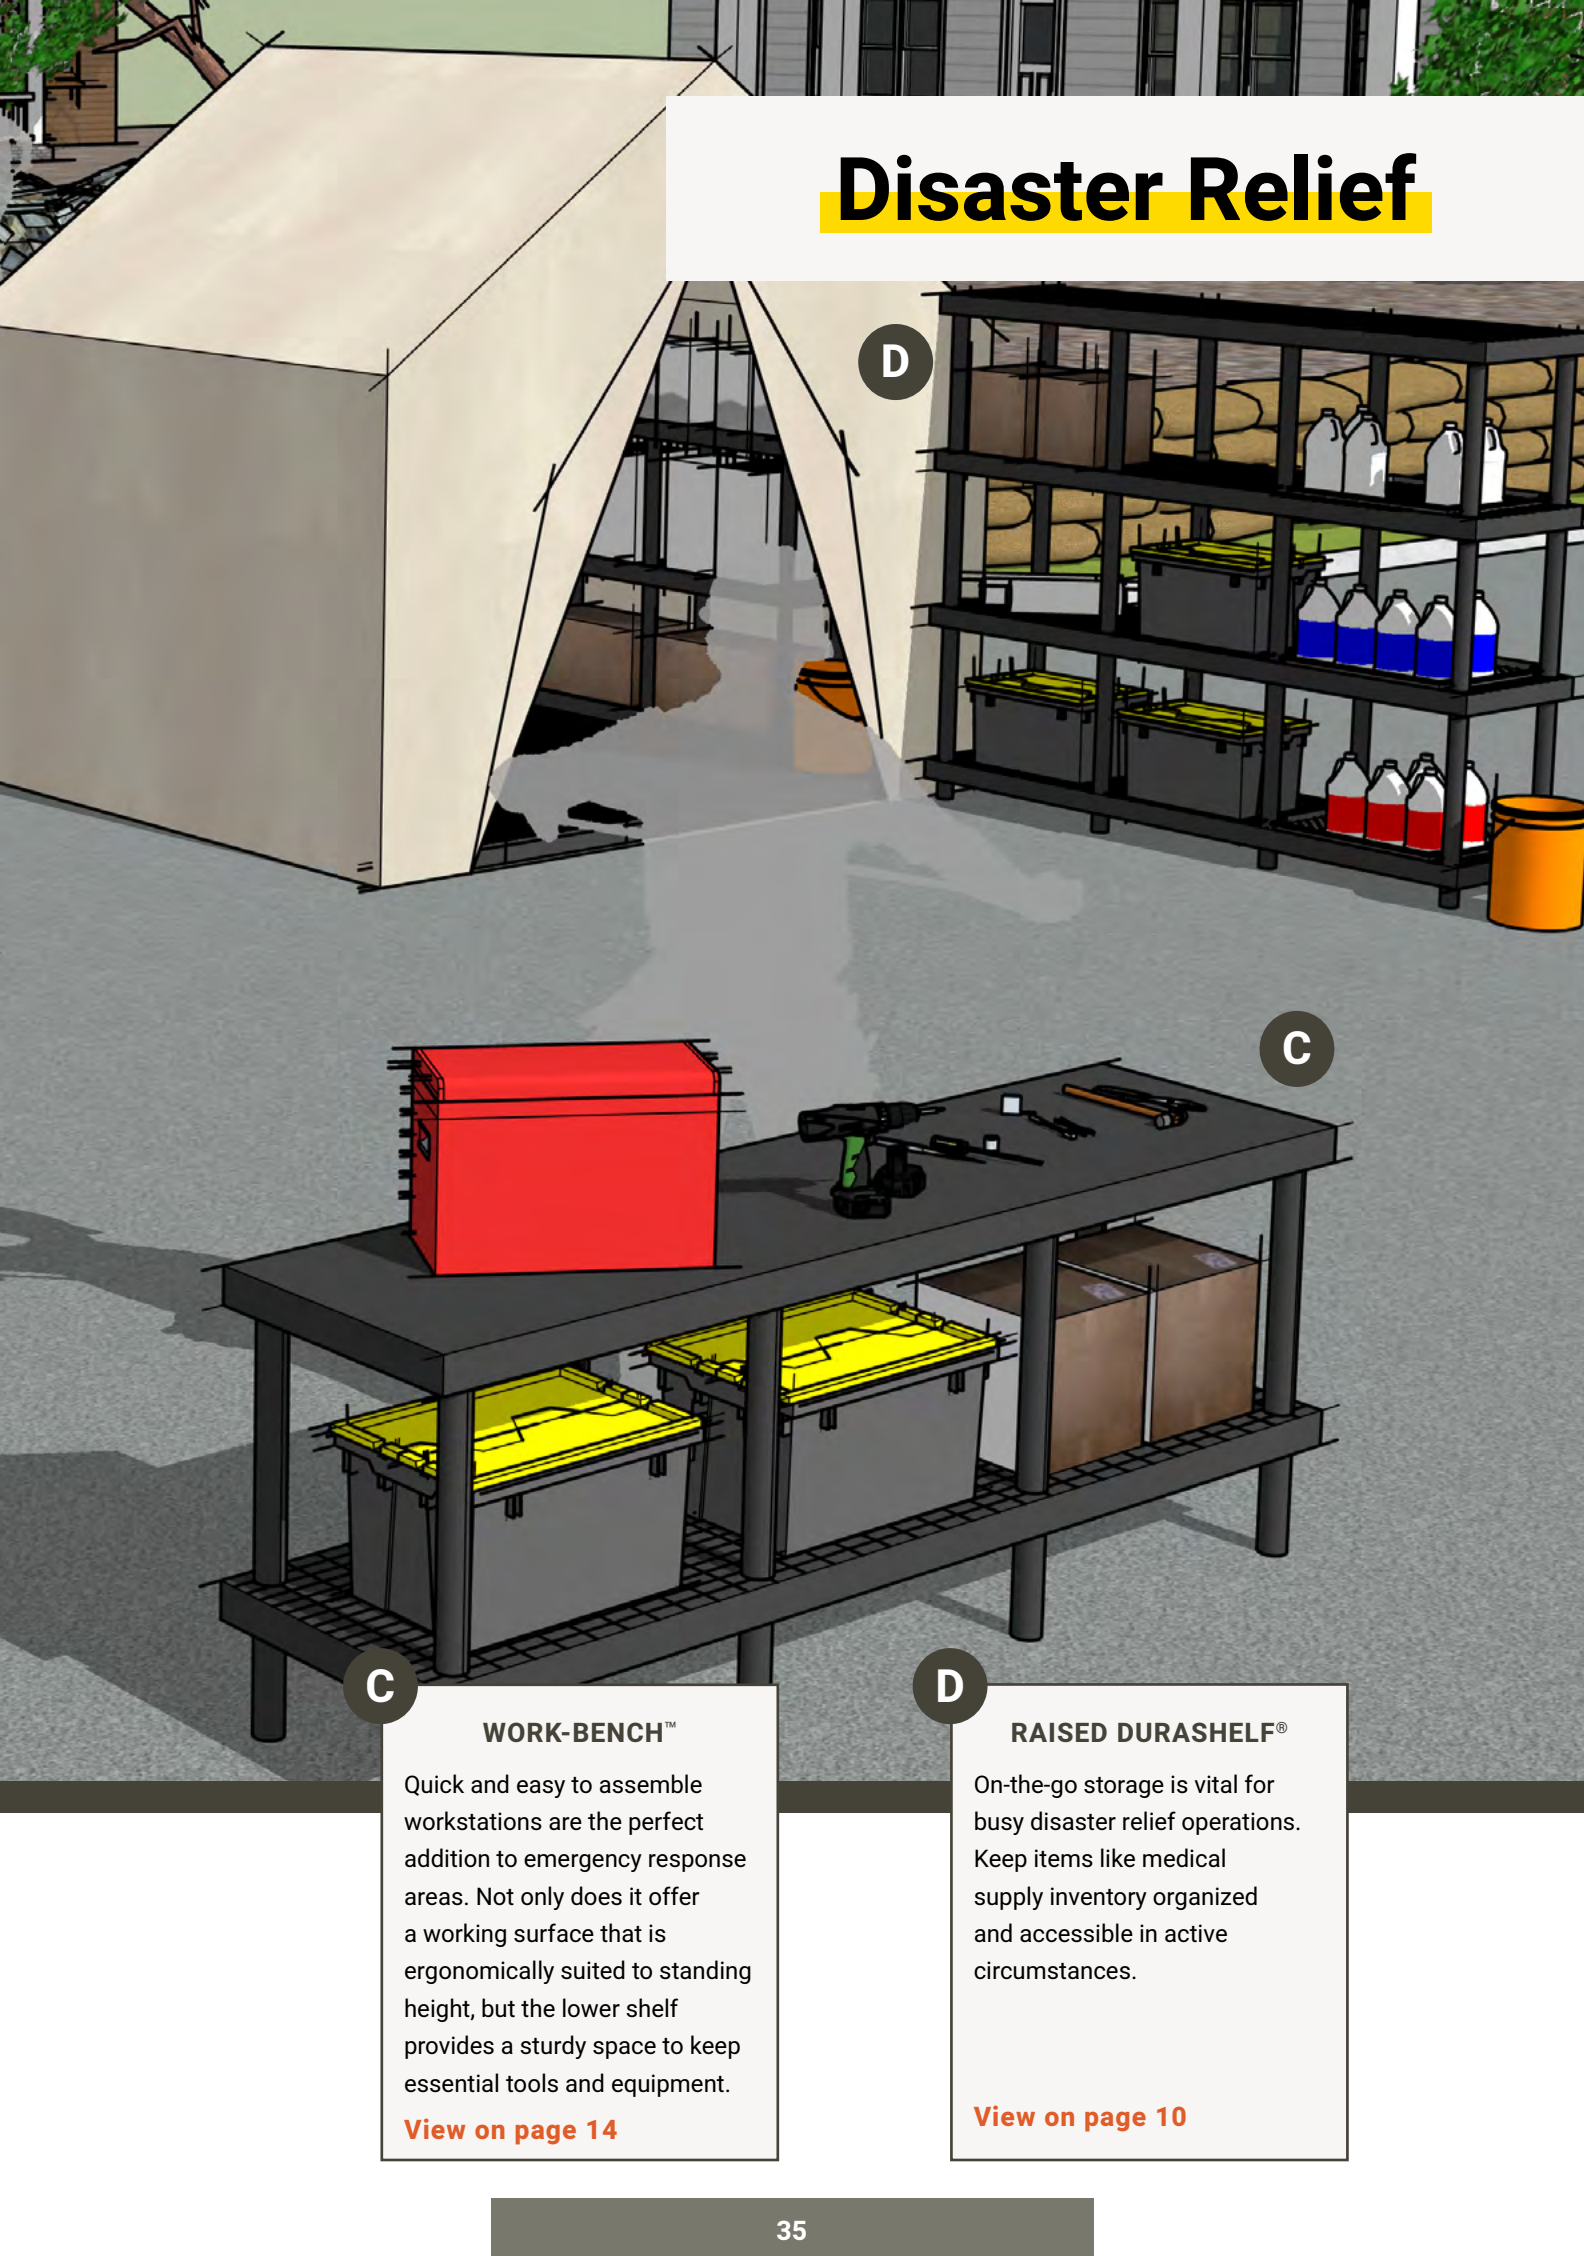 Disaster Relief
D
C
C
WORK-BENCH™
Quick and easy to assemble
workstations are the perfect
addition to emergency response
areas. Not only does it offer
a working surface that is
ergonomically suited to standing
height, but the lower shelf
provides a sturdy space to keep
essential tools and equipment.
View on page 14
D
RAISED DURASHELF®
On-the-go storage is vital for
busy disaster relief operations.
Keep items like medical
supply inventory organized
and accessible in active
circumstances.
View on page 10
35